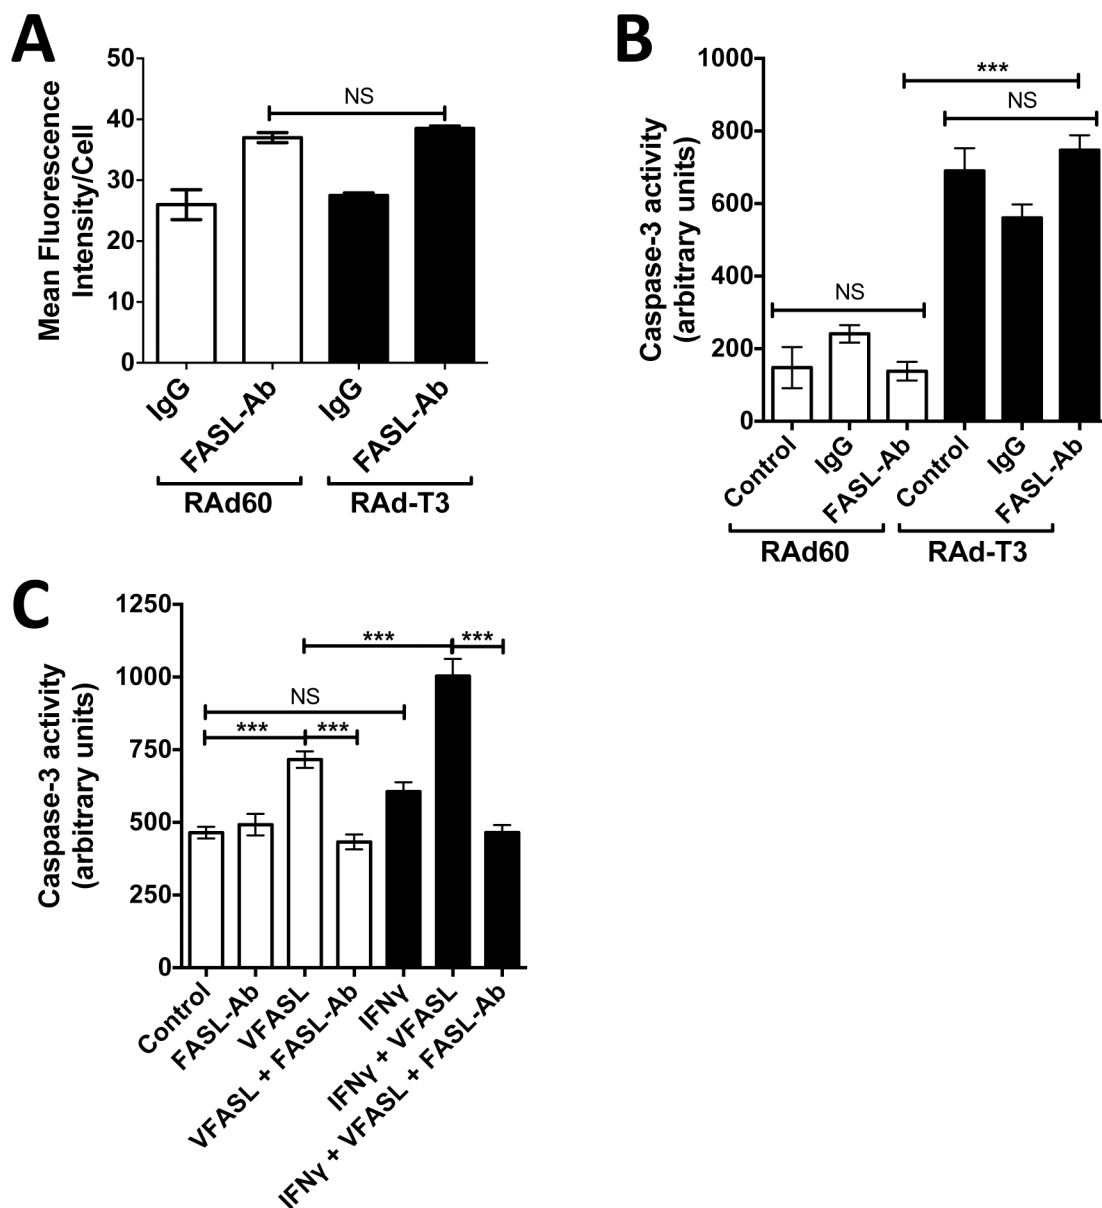 A
Mean Fluorescence
Intensity/Cell
50
40
30
20
10
0
NS
IgG
FASL-Ab
IgG
FASL-Ab
RAd60
RAd-T3
B
Caspase-3 activity
(arbitrary units)
1000
800
600
400
200
0
***
NS
NS
Control
IgG
FASL-Ab
Control
IgG
FASL-Ab
RAd60
RAd-T3
C
Caspase-3 activity
(arbitrary units)
1250
1000
750
500
250
0
*** ***
NS
*** ***
Control
FASL-Ab
VFASL
VFASL + FASL-Ab
IFNγ
IFNγ + VFASL
IFNγ + VFASL + FASL-Ab